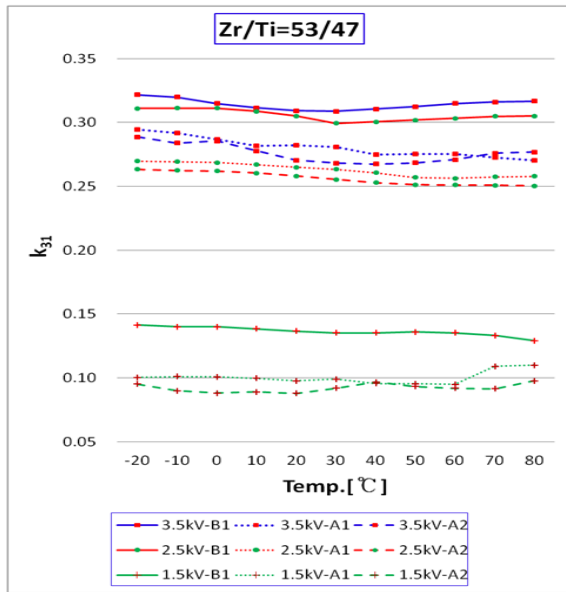 Zr/Ti=53/47
0.35
0.30
0.25
0.20
0.15
0.10
0.05
k31
-20 -10 0 10 20 30 40 50 60 70 80
Temp.[℃]
3.5kV-B1 3.5kV-A1 3.5kV-A2
2.5kV-B1 2.5kV-A1 2.5kV-A2
1.5kV-B1 1.5kV-A1 1.5kV-A2